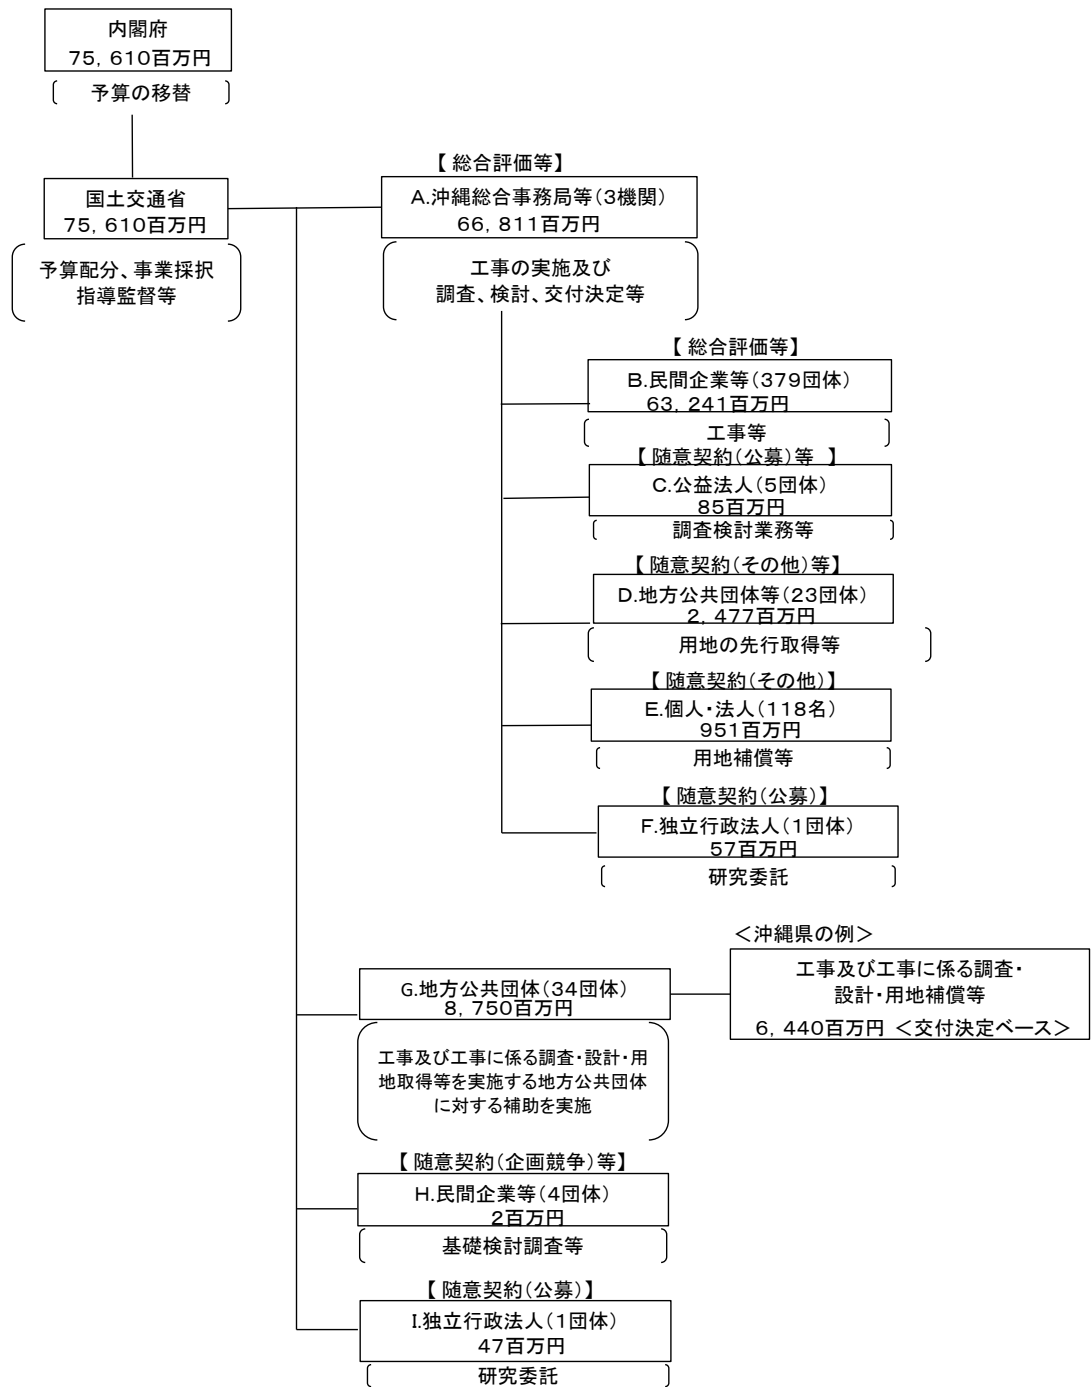 内閣府
75, 610百万円
予算の移替
国土交通省
75, 610百万円
予算配分、事業採択
指導監督等
【 総合評価等】
A.沖縄総合事務局等(3機関)
66, 811百万円
工事の実施及び
調査、検討、交付決定等
【 総合評価等】
B.民間企業等(379団体)
63, 241百万円
工事等
【 随意契約(公募)等 】
C.公益法人(5団体)
85百万円
調査検討業務等
【 随意契約(その他)等】
D.地方公共団体等(23団体)
2, 477百万円
用地の先行取得等
【 随意契約(その他)】
E.個人・法人(118名)
951百万円
用地補償等
【 随意契約(公募)】
F.独立行政法人(1団体)
57百万円
研究委託
G.地方公共団体(34団体)
8, 750百万円
工事及び工事に係る調査・設計・用
地取得等を実施する地方公共団体
に対する補助を実施
<沖縄県の例>
工事及び工事に係る調査・
設計・用地補償等
6, 440百万円 <交付決定ベース>
【 随意契約(企画競争)等】
H.民間企業等(4団体)
2百万円
基礎検討調査等
【 随意契約(公募)】
I.独立行政法人(1団体)
47百万円
研究委託